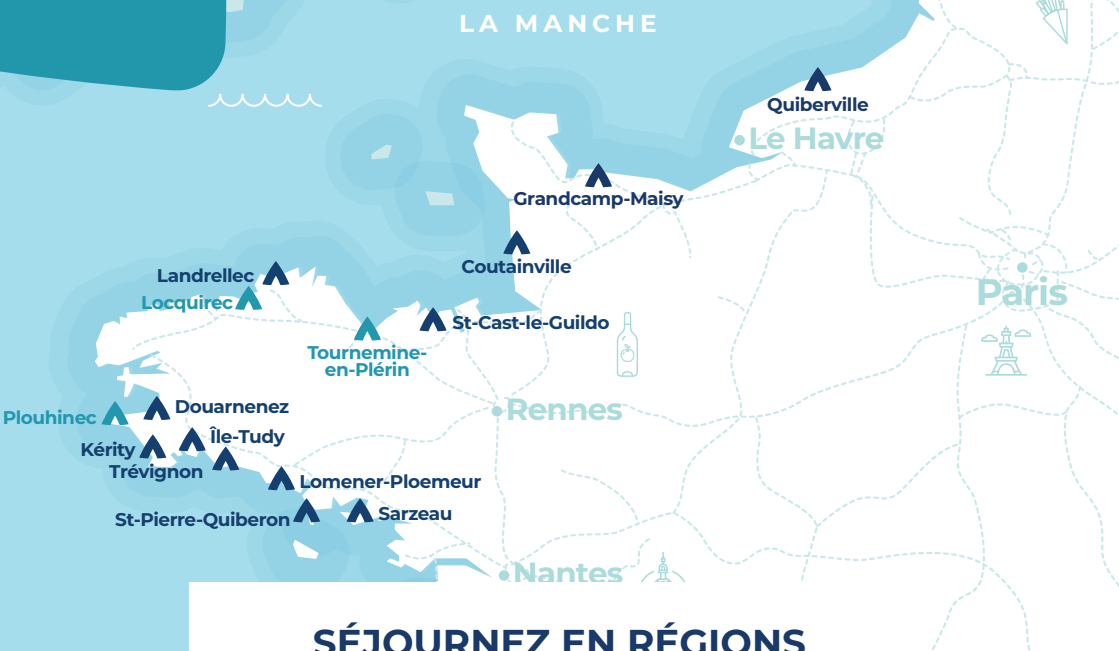 LA MANCHE
Quiberville
Le Havre
Grandcamp-Maisy
Coutainville
Landrellec
Locquirec
St-Cast-le-Guildo
Paris
Tournemine-
en-Plérin
Rennes
Plouhinec
Douarnenez
Île-Tudy
Kérity
Trévignon
Lomener-Ploemeur
St-Pierre-Quiberon
Sarzeau
Nantes
SÉJOURNEZ EN RÉGIONS